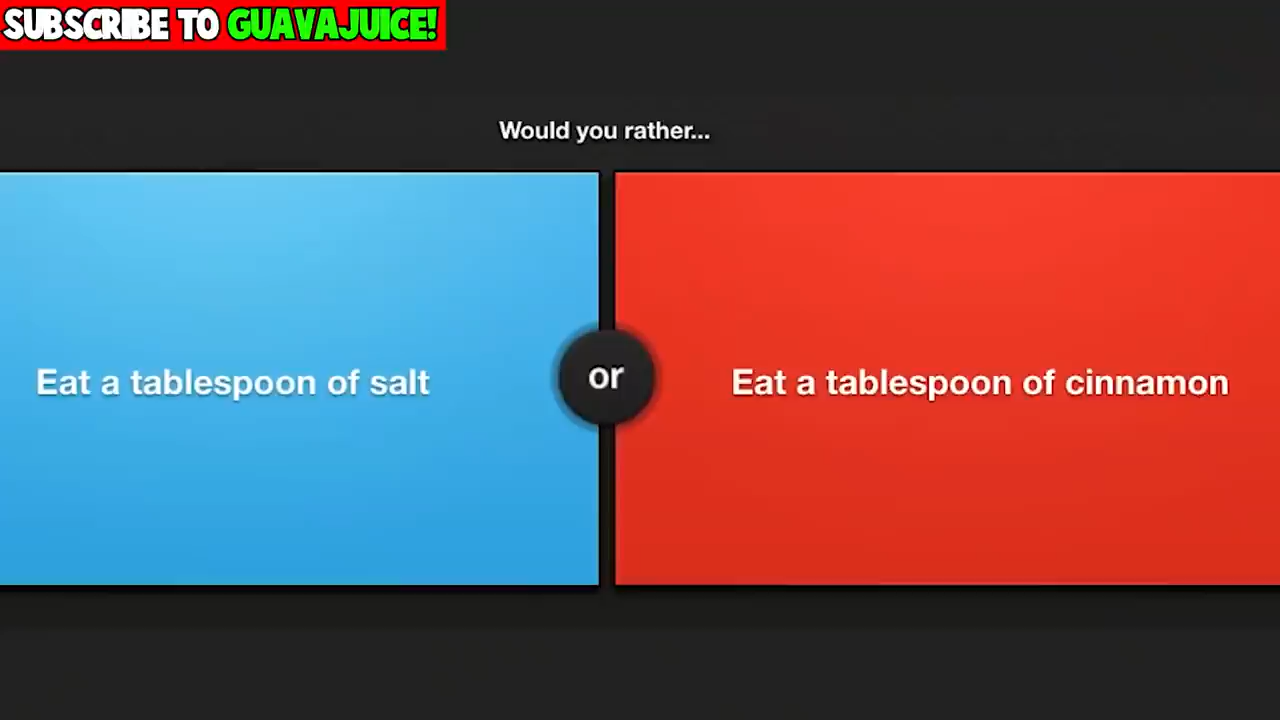 SUBSCRIBE TO GUAVAJUICE!
Would you rather...
Eat a tablespoon of salt
or
Eat a tablespoon of cinnamon